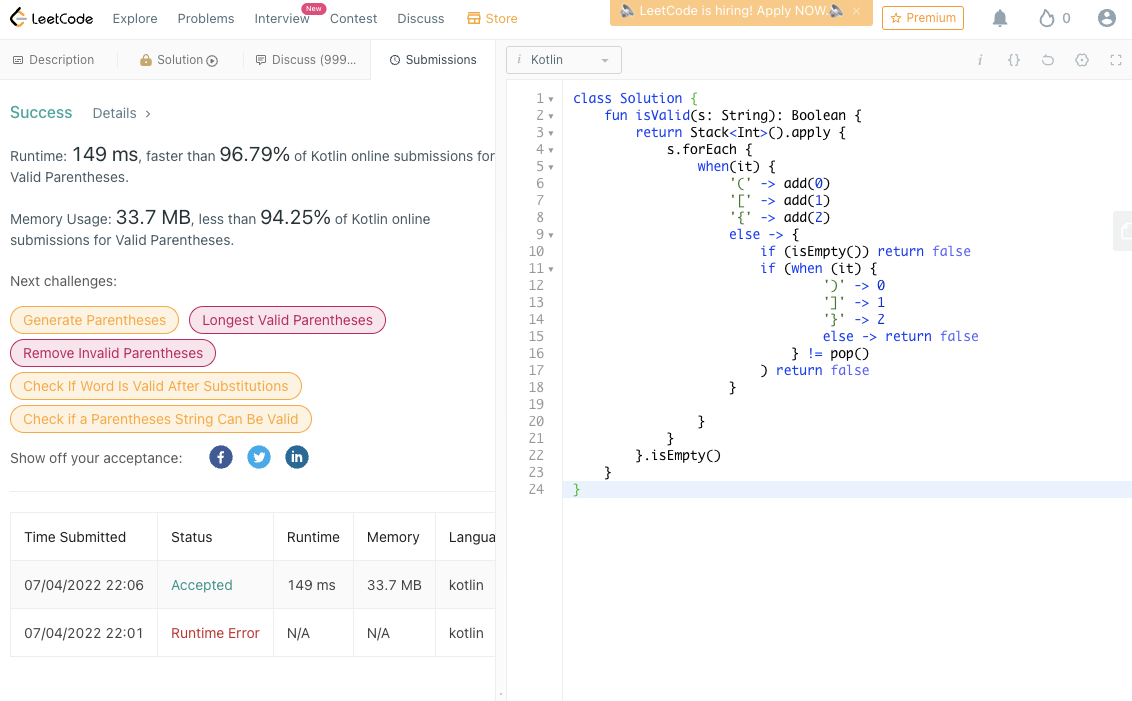 LeetCode Explore Problems Interview New Contest Discuss Store LeetCode is hiring! Apply NOW. × Premium 0
Description Solution Discuss (999... Submissions
i Kotlin i {}
Success Details >
Runtime: 149 ms, faster than 96.79% of Kotlin online submissions for
Valid Parentheses.
Memory Usage: 33.7 MB, less than 94.25% of Kotlin online
submissions for Valid Parentheses.
Next challenges:
Generate Parentheses Longest Valid Parentheses
Remove Invalid Parentheses
Check If Word Is Valid After Substitutions
Check if a Parentheses String Can Be Valid
Show off your acceptance: f in
Time Submitted Status Runtime Memory Langua
07/04/2022 22:06 Accepted 149 ms 33.7 MB kotlin
07/04/2022 22:01 Runtime Error N/A N/A kotlin
1 class Solution {
2 fun isValid(s: String): Boolean {
3 return Stack<Int>().apply {
4 s.forEach {
5 when(it) {
6 '(' -> add(0)
7 '[' -> add(1)
8 '{' -> add(2)
9 else -> {
10 if (isEmpty()) return false
11 if (when (it) {
12 ')' -> 0
13 ']' -> 1
14 '}' -> 2
15 else -> return false
16 } != pop()
17 ) return false
18 }
19
20 }
21 }
22 }.isEmpty()
23 }
24 }